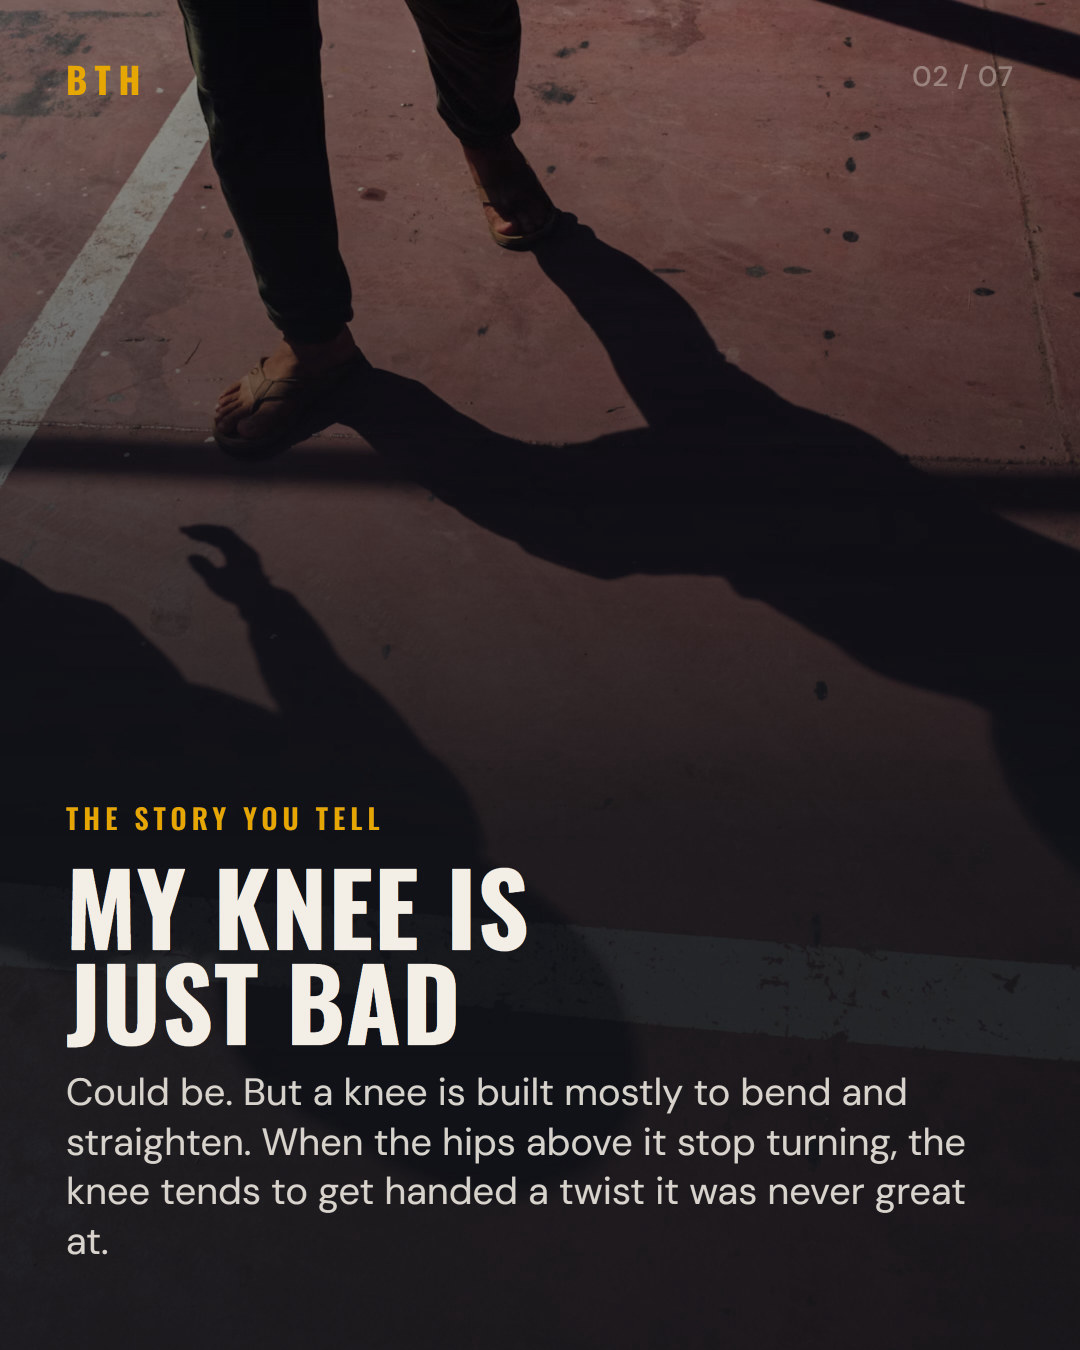 BTH
02 / 07
THE STORY YOU TELL
MY KNEE IS
JUST BAD
Could be. But a knee is built mostly to bend and
straighten. When the hips above it stop turning, the
knee tends to get handed a twist it was never great
at.